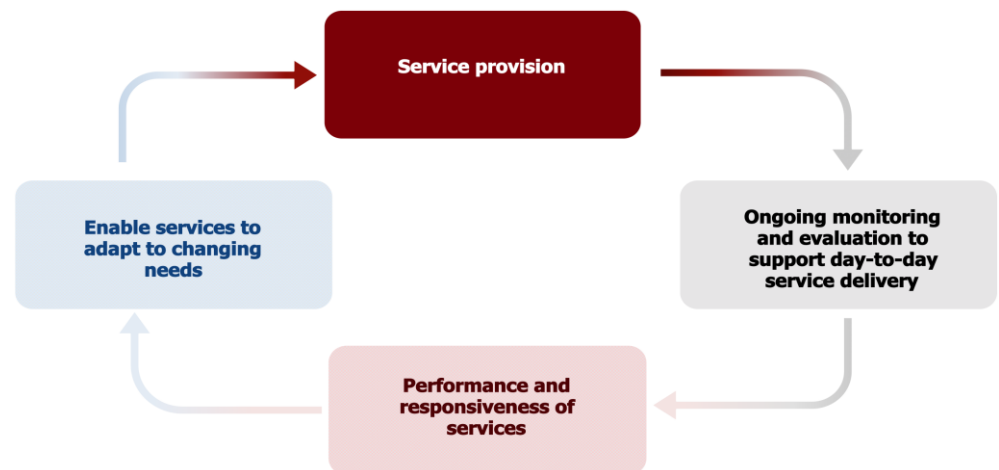 Service provision
Ongoing monitoring
and evaluation to
support day-to-day
service delivery
Performance and
responsiveness of
services
Enable services to
adapt to changing
needs